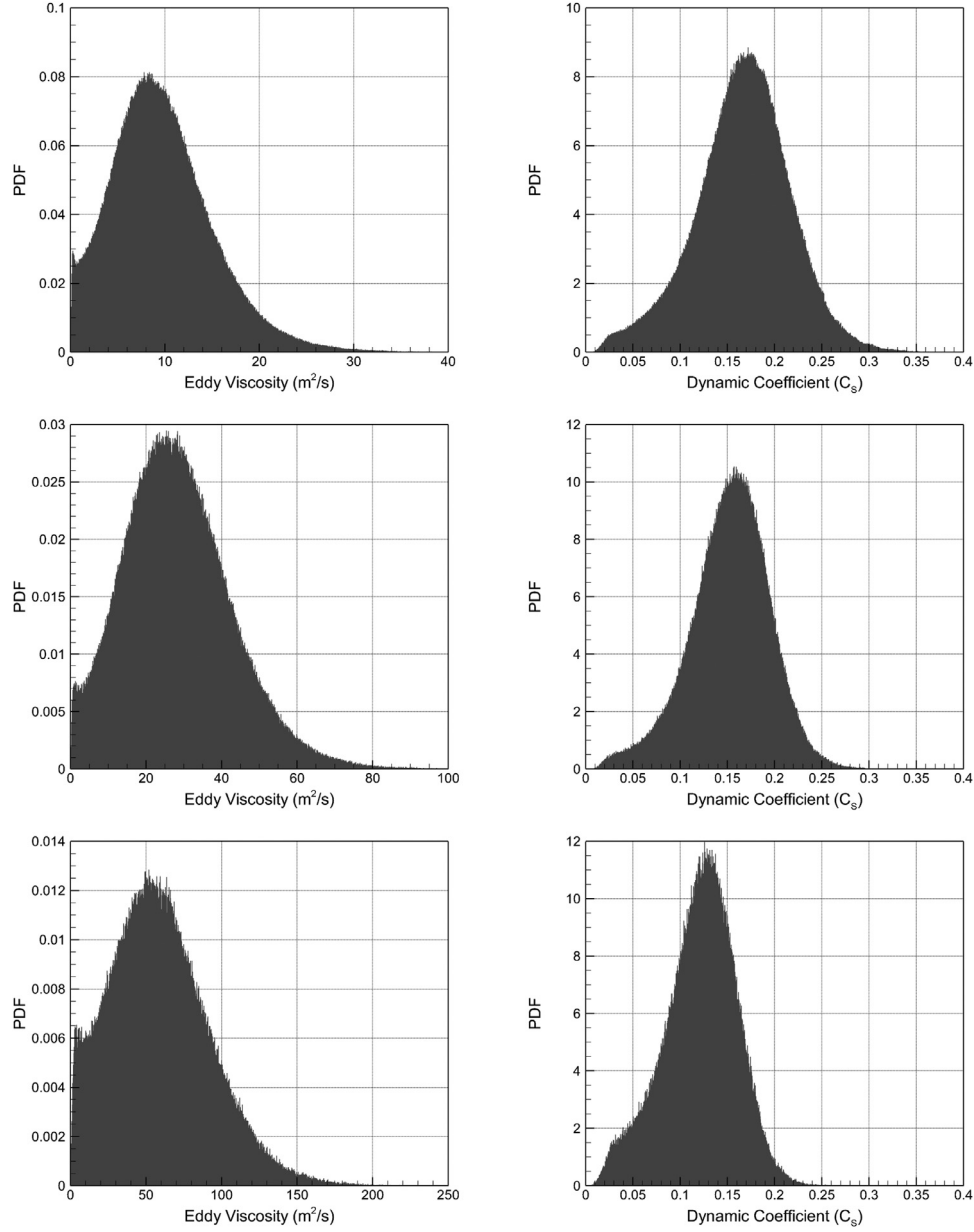 0.1
0.08
0.06
0.04
0.02
0
PDF
0 10 20 30 40
Eddy Viscosity (m²/s)
10
8
6
4
2
0
PDF
0 0.05 0.1 0.15 0.2 0.25 0.3 0.35 0.4
Dynamic Coefficient (Cₛ)
0.03
0.025
0.02
0.015
0.01
0.005
0
PDF
0 20 40 60 80 100
Eddy Viscosity (m²/s)
12
10
8
6
4
2
0
PDF
0 0.05 0.1 0.15 0.2 0.25 0.3 0.35 0.4
Dynamic Coefficient (Cₛ)
0.014
0.012
0.01
0.008
0.006
0.004
0.002
0
PDF
0 50 100 150 200 250
Eddy Viscosity (m²/s)
12
10
8
6
4
2
0
PDF
0 0.05 0.1 0.15 0.2 0.25 0.3 0.35 0.4
Dynamic Coefficient (Cₛ)